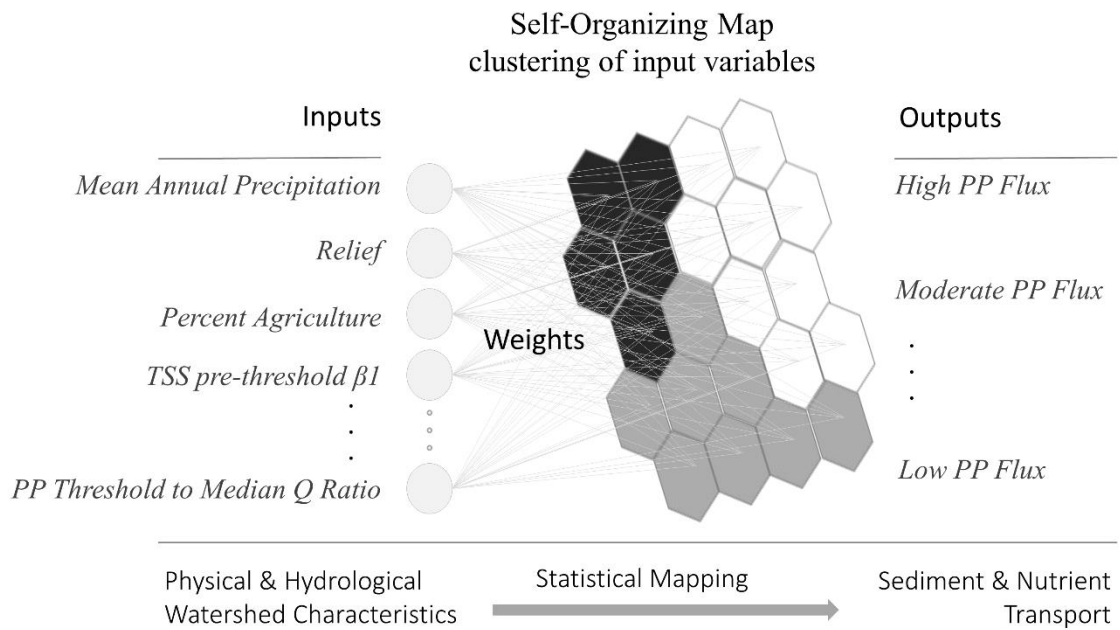 Self-Organizing Map
clustering of input variables
Inputs
Mean Annual Precipitation
Relief
Percent Agriculture
TSS pre-threshold β1
PP Threshold to Median Q Ratio
Weights
Outputs
High PP Flux
Moderate PP Flux
Low PP Flux
Physical & Hydrological
Watershed Characteristics
Statistical Mapping
Sediment & Nutrient
Transport